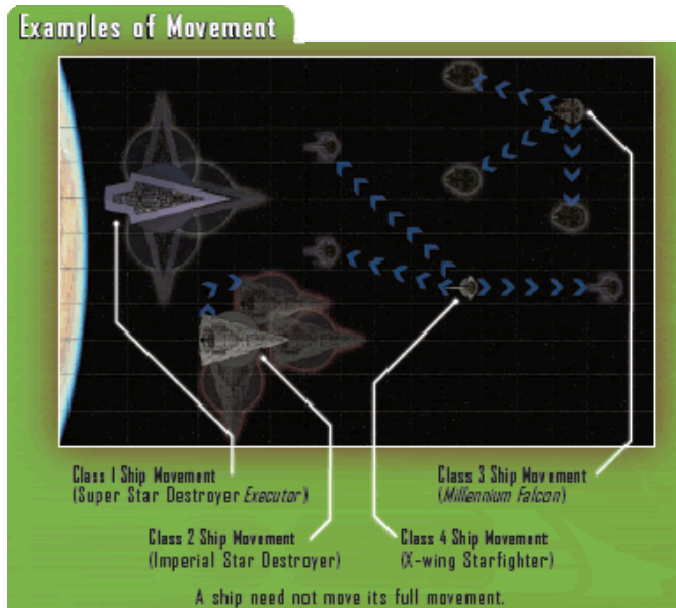 Examples of Movement
Class 1 Ship Movement
(Super Star Destroyer Executor)
Class 3 Ship Movement
(Millennium Falcon)
Class 2 Ship Movement
(Imperial Star Destroyer)
Class 4 Ship Movement
(X-wing Starfighter)
A ship need not move its full movement.